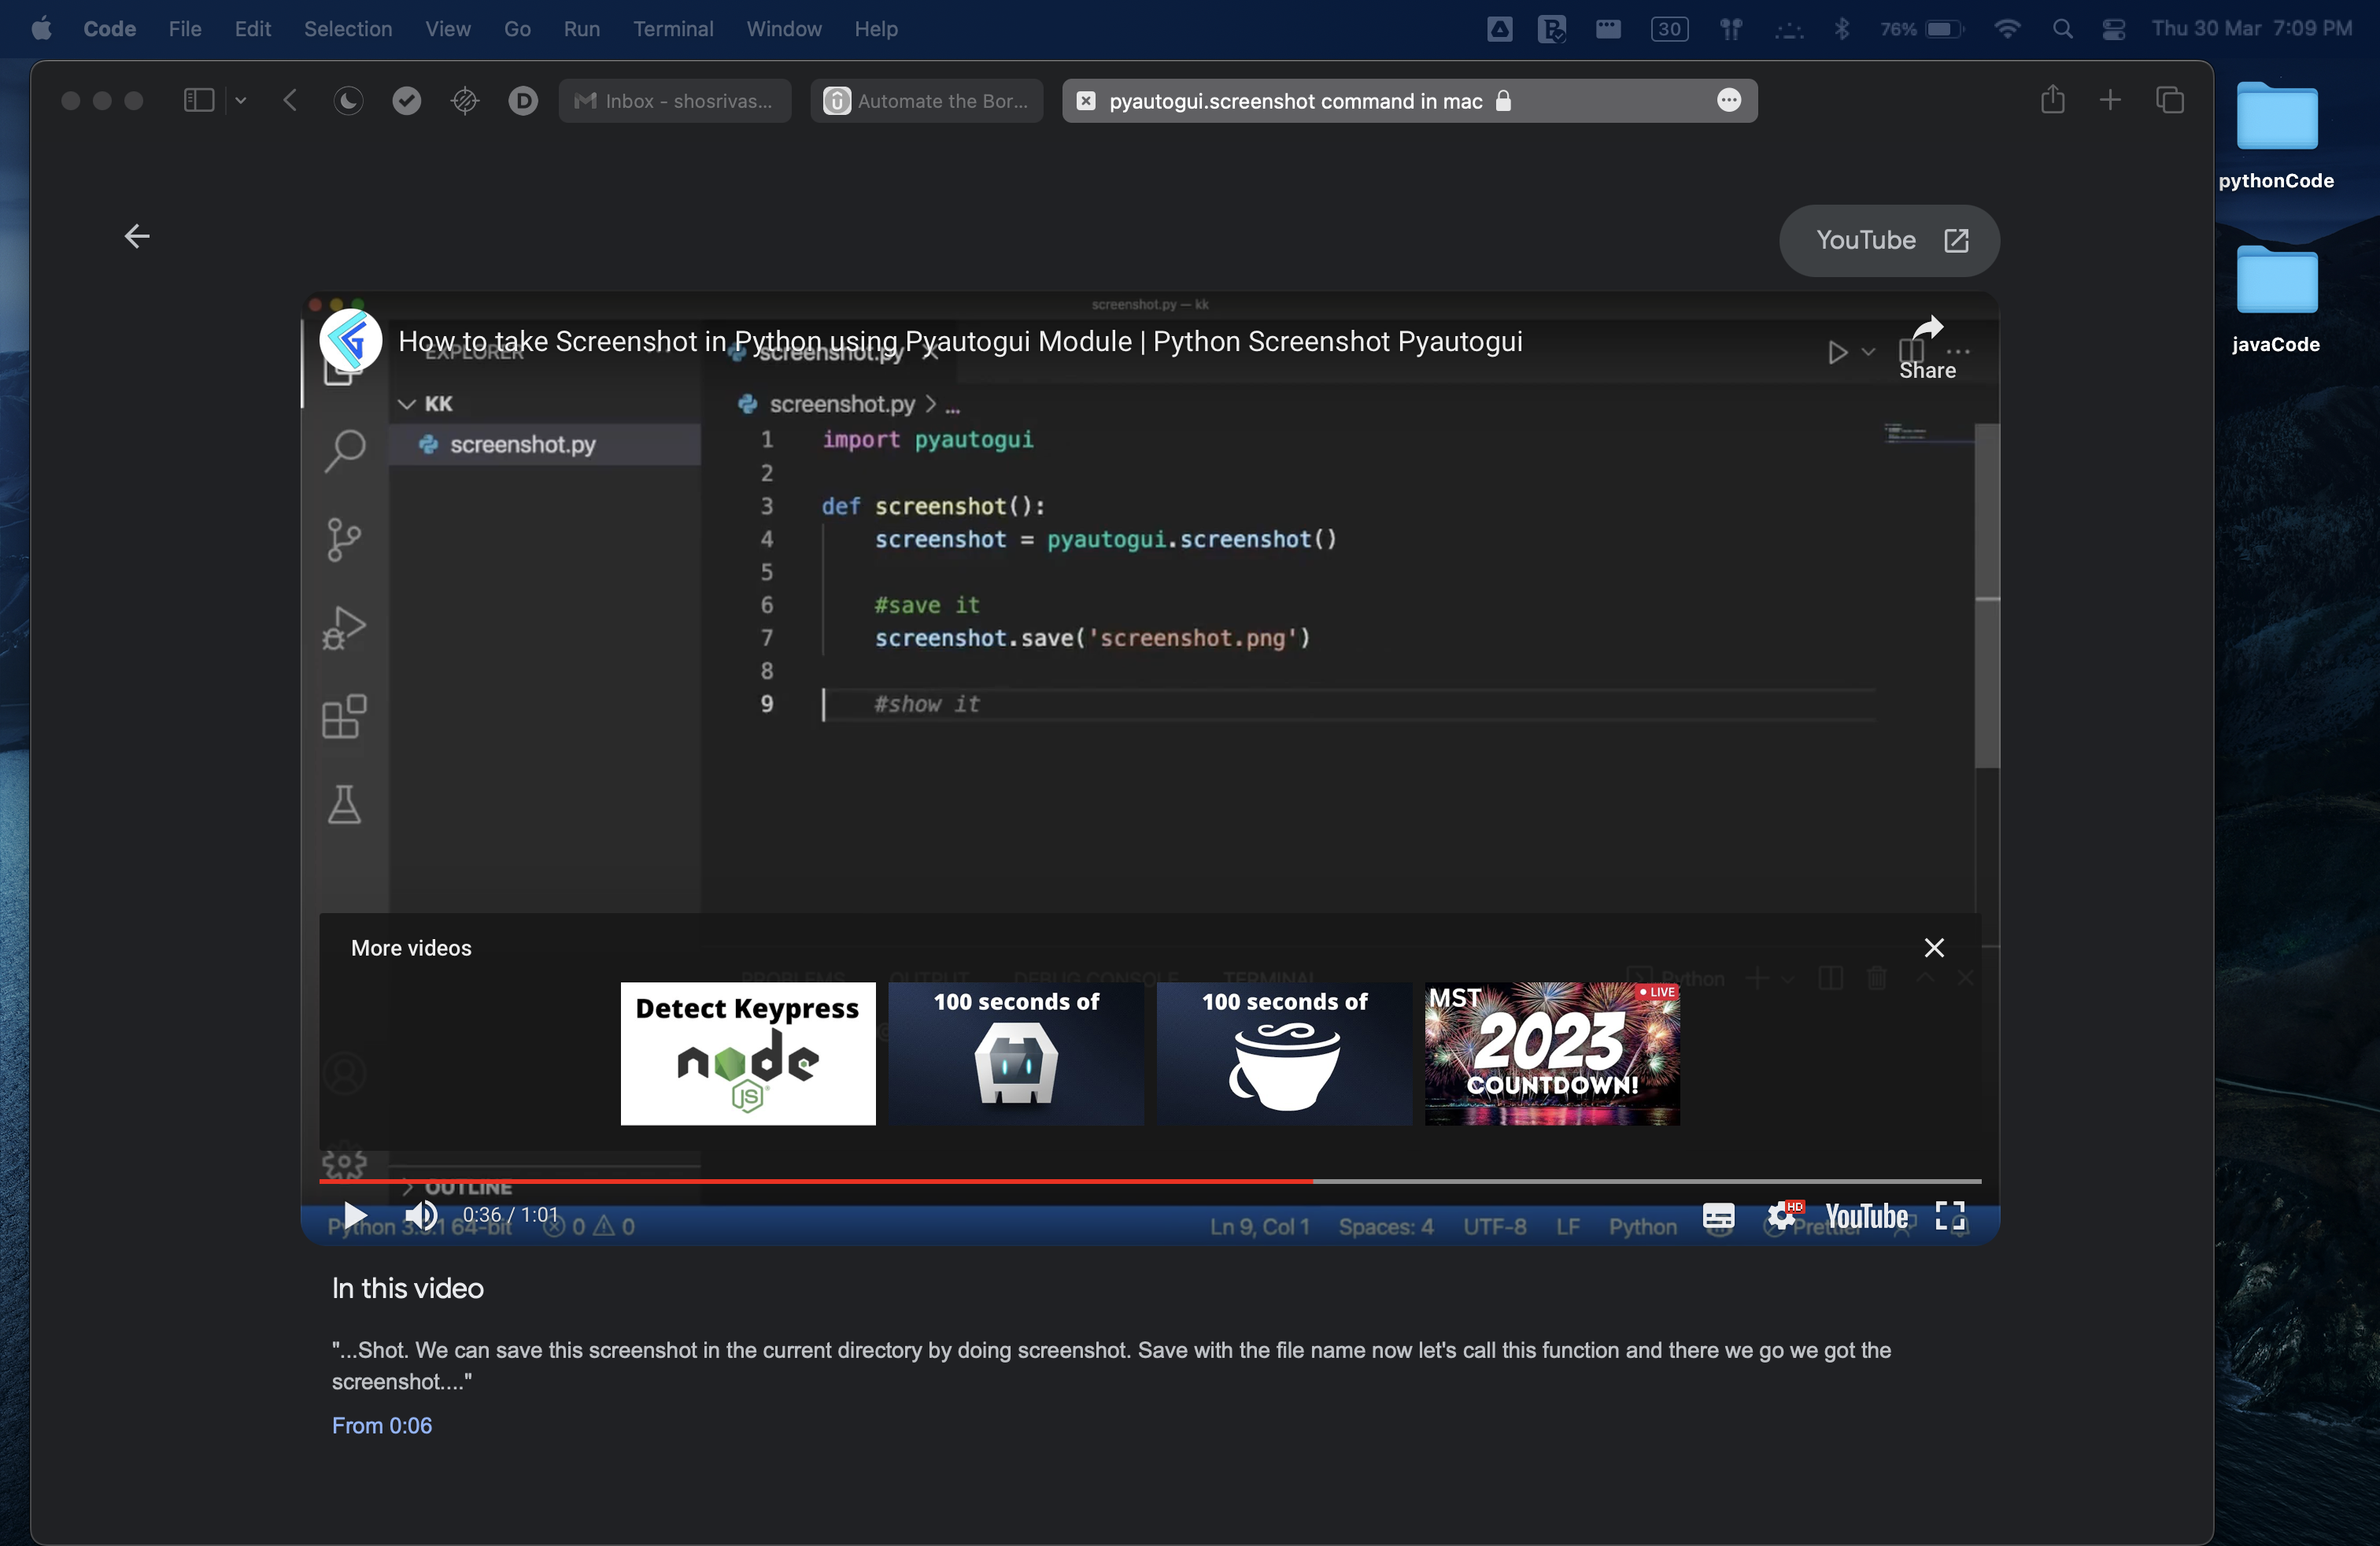 Code File Edit Selection View Go Run Terminal Window Help 30 76% Thu 30 Mar 7:09 PM
D Inbox - shosrivas... Automate the Bor... pyautogui.screenshot command in mac
pythonCode
YouTube
javaCode
screenshot.py — kk
How to take Screenshot in Python using Pyautogui Module | Python Screenshot Pyautogui
EXPLORER
screenshot.py
Share
KK
screenshot.py > ...
screenshot.py
1 import pyautogui
2
3 def screenshot():
4 screenshot = pyautogui.screenshot()
5
6 #save it
7 screenshot.save('screenshot.png')
8
9 #show it
More videos
PROBLEMS OUTPUT DEBUG CONSOLE TERMINAL Python
Detect Keypress
node
JS
100 seconds of
100 seconds of
MST
LIVE
2023
COUNTDOWN!
OUTLINE
0:36 / 1:01
HD
YouTube
64-bit 0 0 Ln 9, Col 1 Spaces: 4 UTF-8 LF Python Prettier
In this video
"...Shot. We can save this screenshot in the current directory by doing screenshot. Save with the file name now let's call this function and there we go we got the
screenshot...."
From 0:06